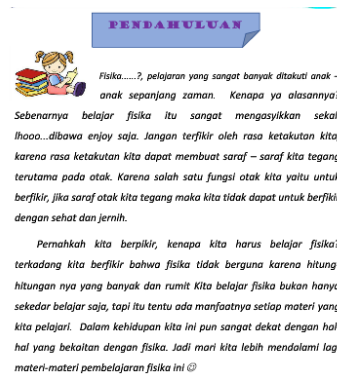 PENDAHULUAN
Fisika......?, pelajaran yang sangat banyak ditakuti anak –
anak sepanjang zaman. Kenapa ya alasannya?
Sebenarnya belajar fisika itu sangat mengasyikkan sekal
lhooo...dibawa enjoy saja. Jangan terfikir oleh rasa ketakutan kita,
karena rasa ketakutan kita dapat membuat saraf – saraf kita tegang
terutama pada otak. Karena salah satu fungsi otak kita yaitu untuk
berfikir, jika saraf otak kita tegang maka kita tidak dapat untuk berfikir
dengan sehat dan jernih.
Pernahkah kita berpikir, kenapa kita harus belajar fisika?
terkadang kita berfikir bahwa fisika tidak berguna karena hitung-
hitungan nya yang banyak dan rumit Kita belajar fisika bukan hanya
sekedar belajar saja, tapi itu tentu ada manfaatnya setiap materi yang
kita pelajari. Dalam kehidupan kita ini pun sangat dekat dengan hal
hal yang bekaitan dengan fisika. Jadi mari kita lebih mendalami lag
materi-materi pembelajaran fisika ini ☺